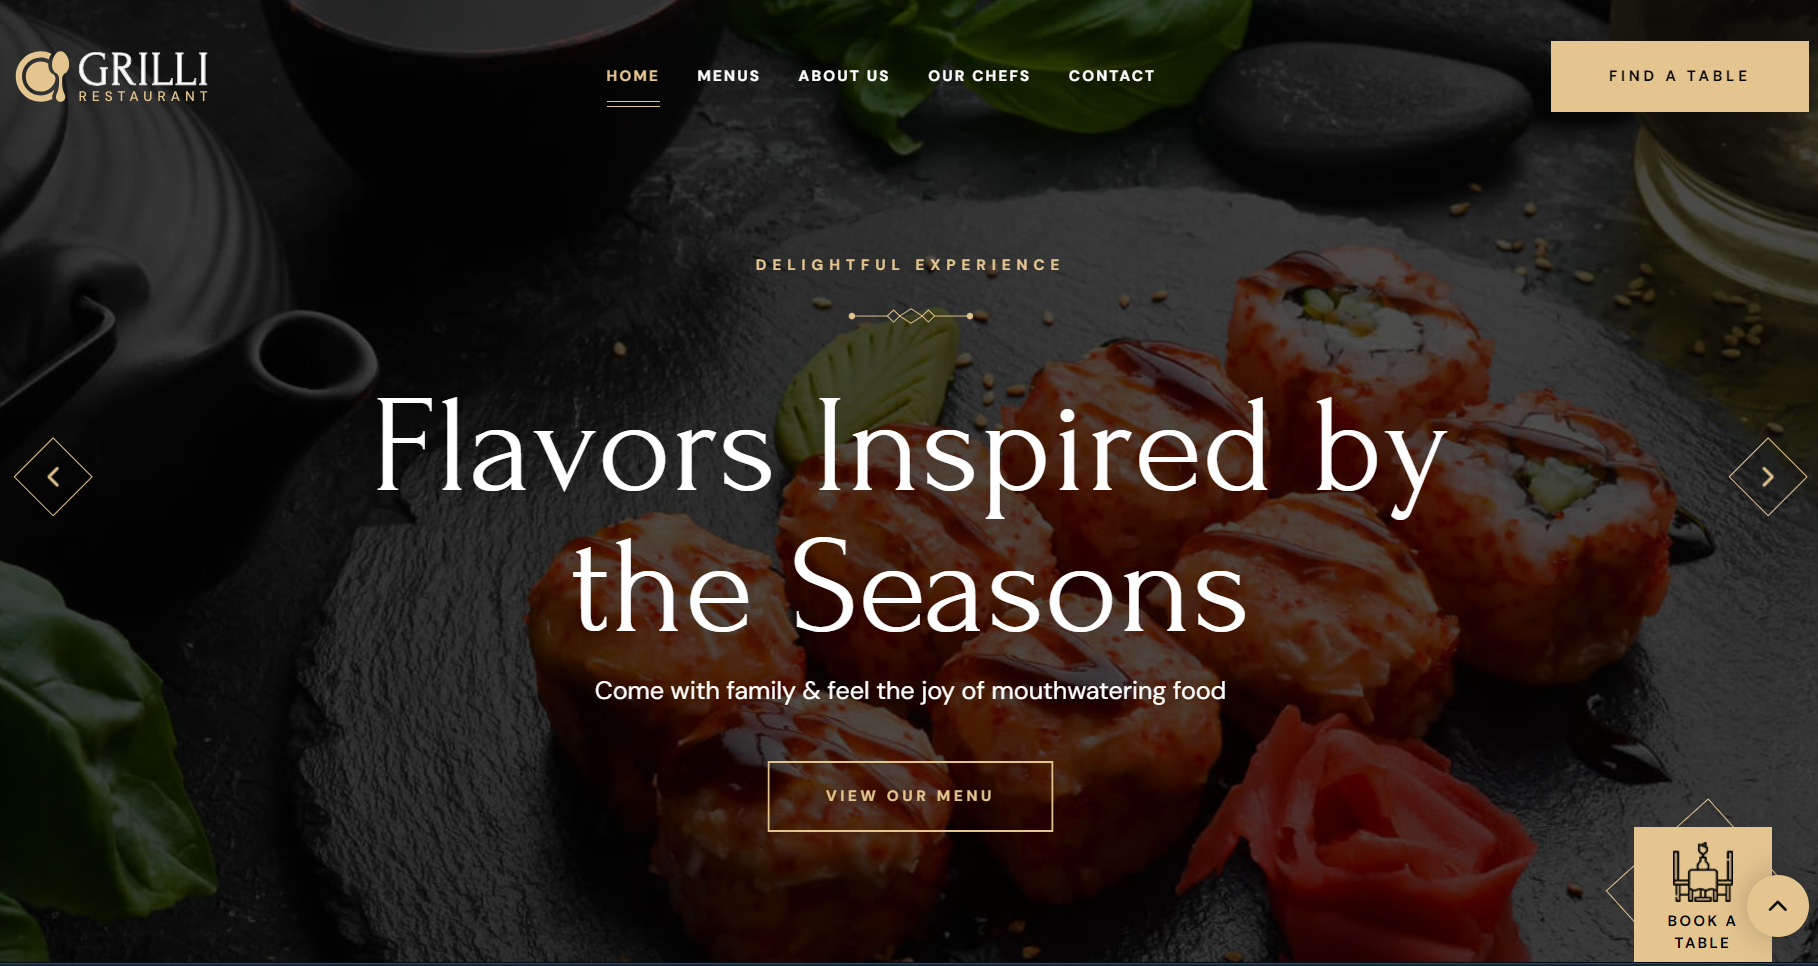 GRILLI
RESTAURANT
HOME
MENUS
ABOUT US
OUR CHEFS
CONTACT
FIND A TABLE
DELIGHTFUL EXPERIENCE
Flavors Inspired by
the Seasons
Come with family & feel the joy of mouthwatering food
VIEW OUR MENU
BOOK A
TABLE